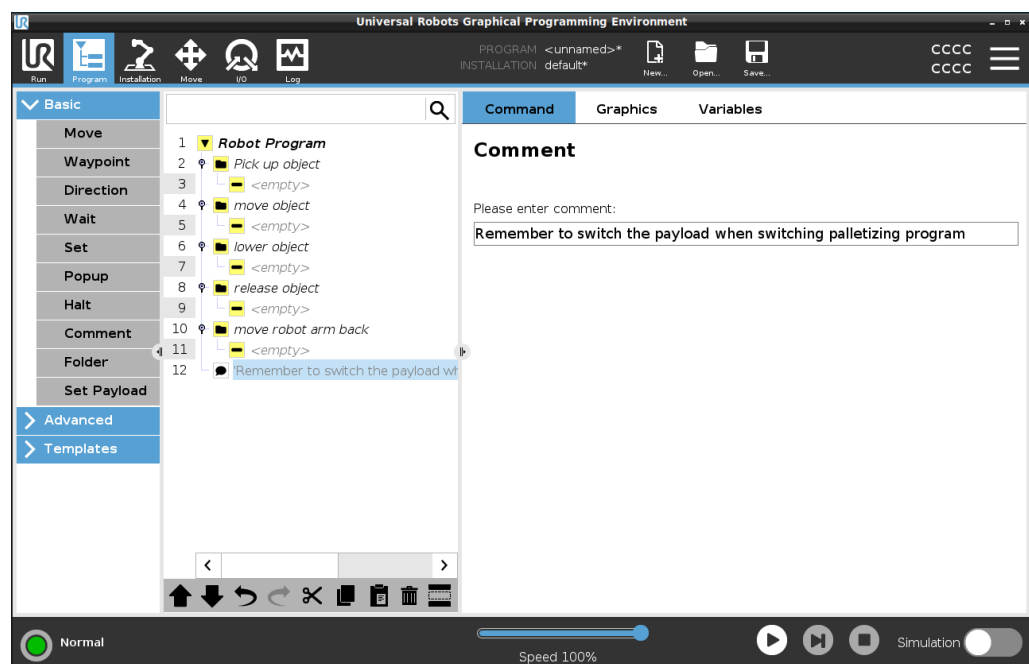 UR
Universal Robots Graphical Programming Environment
UR
Run
Program
Installation
Move
I/O
Log
PROGRAM <unnamed>*
INSTALLATION default*
New...
Open...
Save...
CCCC
CCCC
Basic
Move
Waypoint
Direction
Wait
Set
Popup
Halt
Comment
Folder
Set Payload
Advanced
Templates
1 Robot Program
2 Pick up object
3 <empty>
4 move object
5 <empty>
6 lower object
7 <empty>
8 release object
9 <empty>
10 move robot arm back
11 <empty>
12 'Remember to switch the payload wh
Command Graphics Variables
Comment
Please enter comment:
Remember to switch the payload when switching palletizing program
Normal
Speed 100%
Simulation